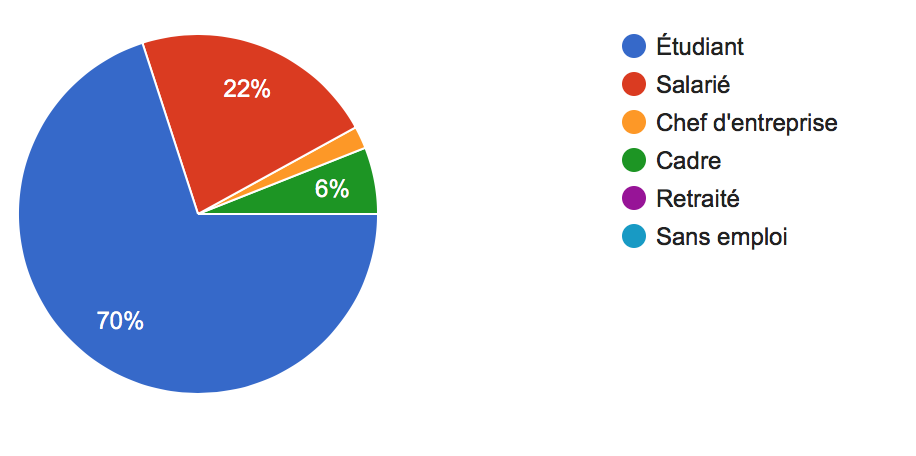 22%
6%
70%
Étudiant
Salarié
Chef d'entreprise
Cadre
Retraité
Sans emploi